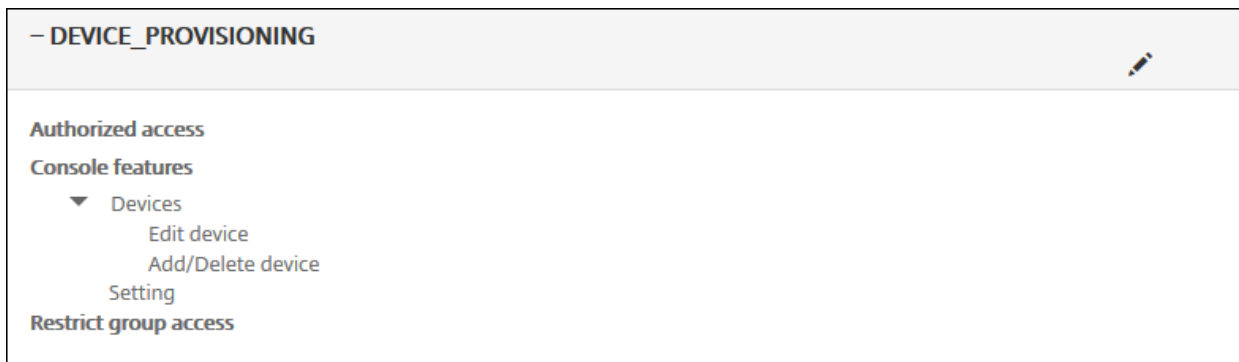 – DEVICE_PROVISIONING
Authorized access
Console features
Devices
Edit device
Add/Delete device
Setting
Restrict group access